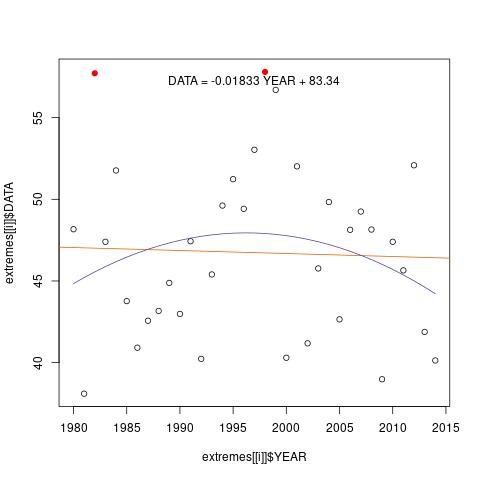 DATA = -0.01833 YEAR + 83.34
55
50
45
40
extremes[[i]]$DATA
1980 1985 1990 1995 2000 2005 2010 2015
extremes[[i]]$YEAR